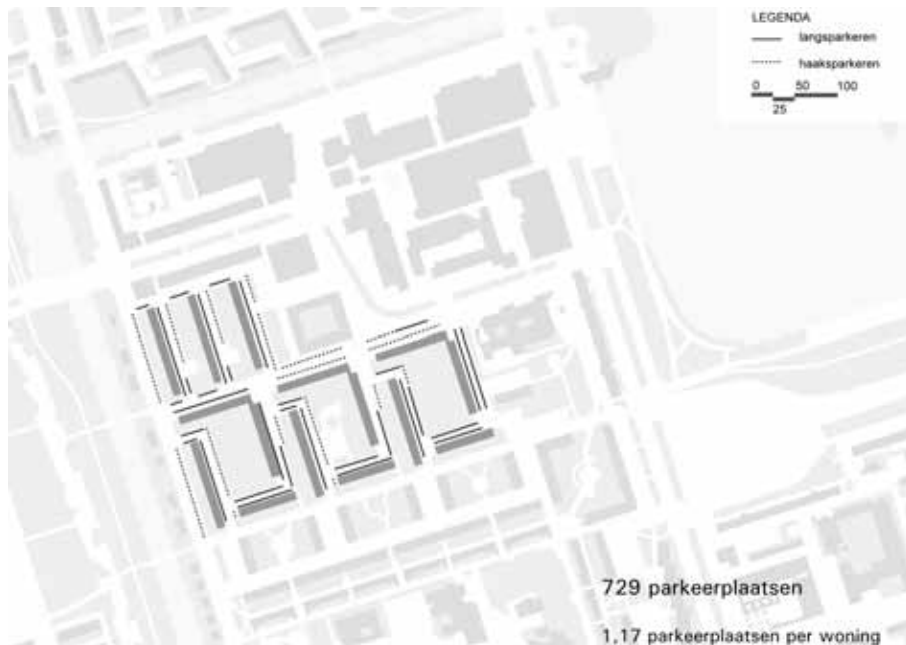 LEGENDA
langsparkeren
haaksparkeren
0 50 100
25
729 parkeerplaatsen
1,17 parkeerplaatsen per woning